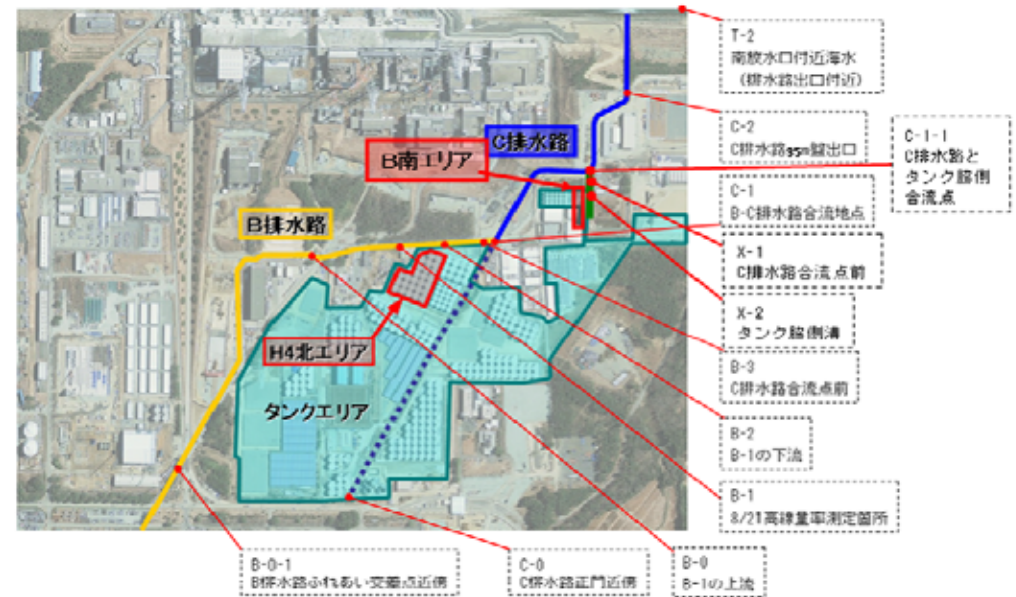 T-2
南放水口付近海水
(排水路出口付近)
C-2
C排水路35m盤出口
C-1-1
C排水路と
タンク脇側
合流点
C排水路
B南エリア
C-1
B-C排水路合流地点
B排水路
X-1
C排水路合流点前
X-2
タンク脇側溝
H4北エリア
B-3
C排水路合流点前
タンクエリア
B-2
B-1の下流
B-1
8/21高線量率測定箇所
B-0-1
B排水路ふれあい交差点近傍
C-0
C排水路正門近傍
B-0
B-1の上流